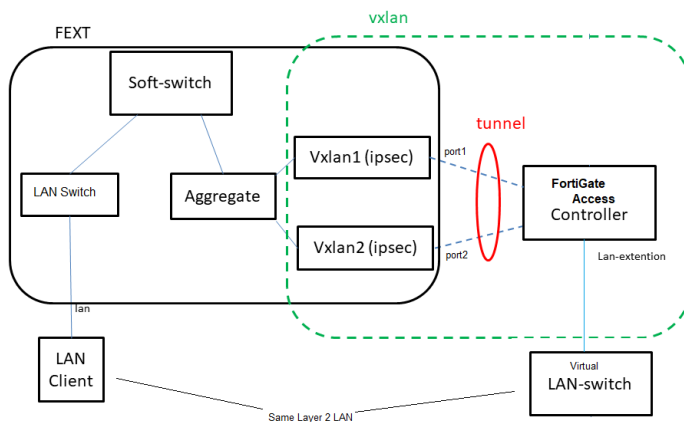 vxlan
FEXT
Soft-switch
tunnel
Vxlan1 (ipsec)
port1
LAN Switch
Aggregate
FortiGate
Access
Controller
Vxlan2 (ipsec)
port2
Lan-extention
lan
LAN
Client
Virtual
LAN-switch
Same Layer 2 LAN